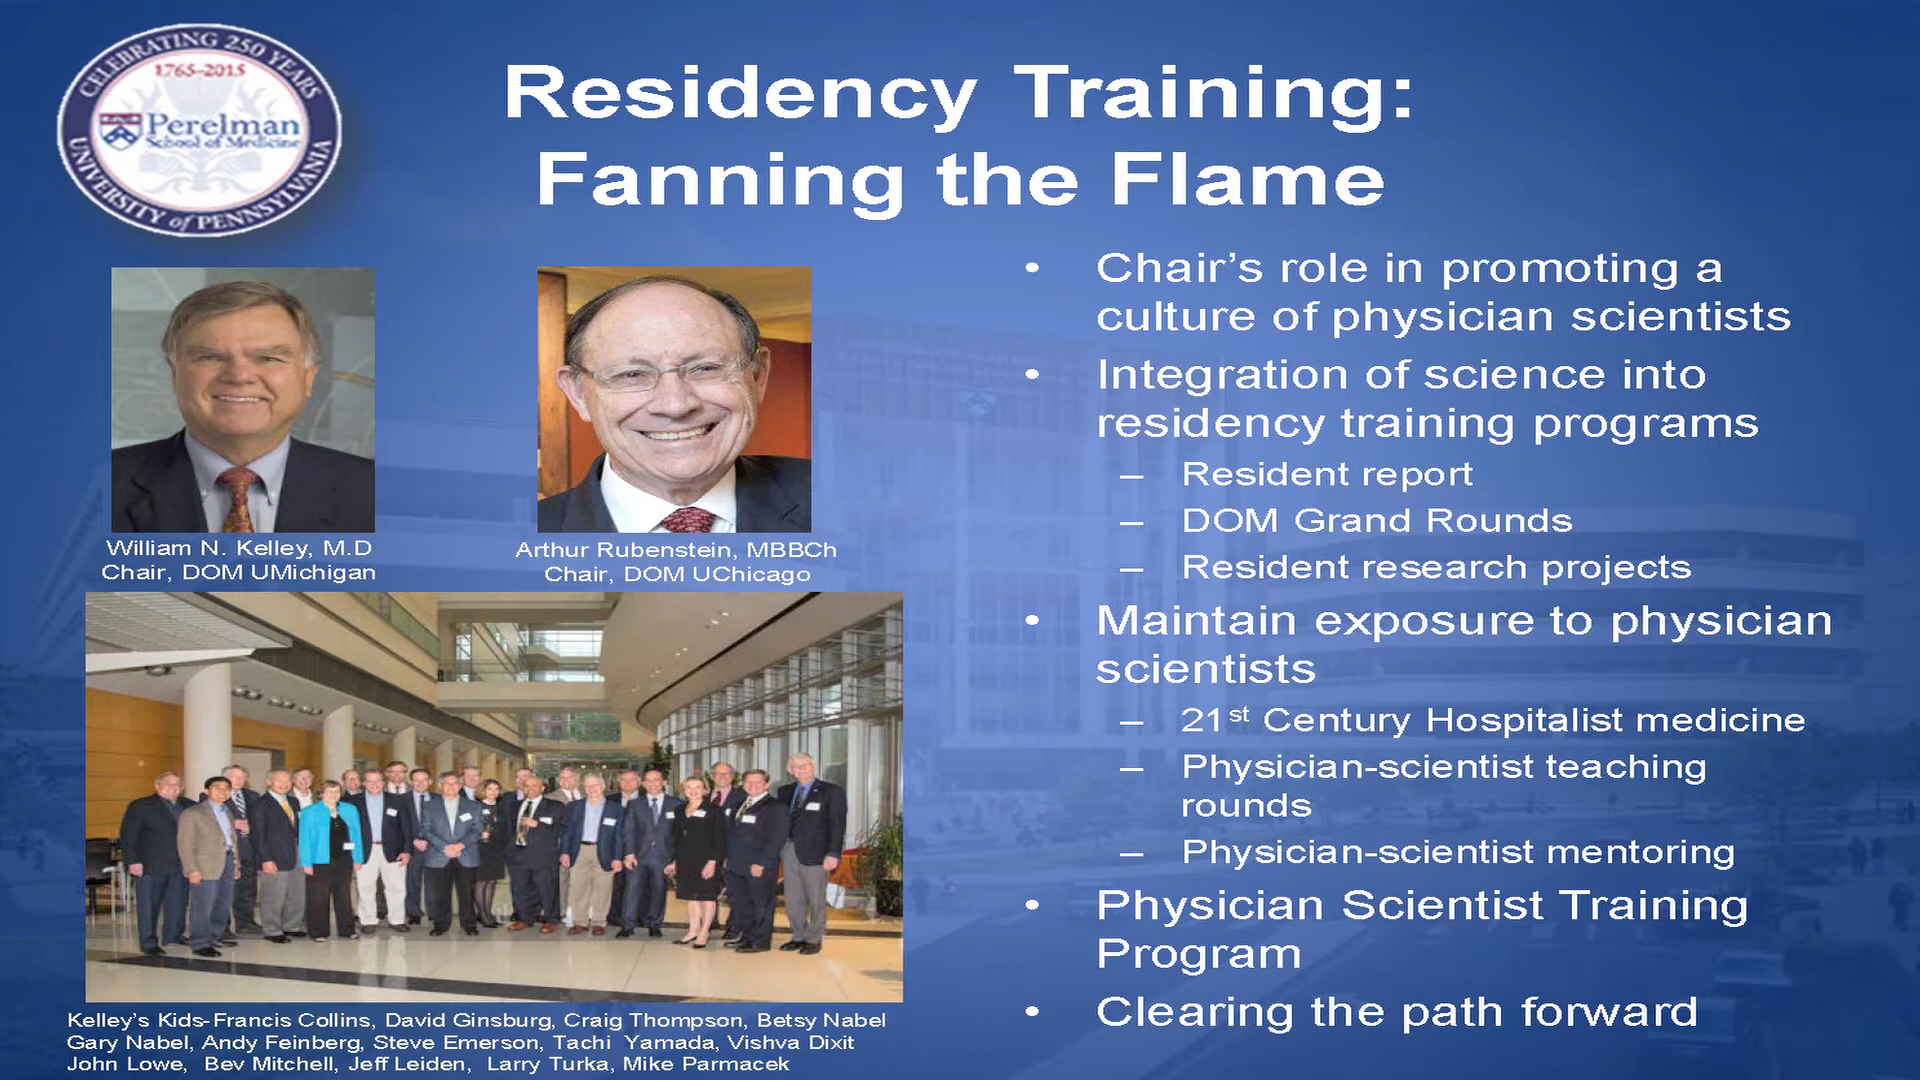 CELEBRATING 250 YEARS
1765-2015
Perelman
School of Medicine
UNIVERSITY of PENNSYLVANIA
Residency Training:
Fanning the Flame
William N. Kelley, M.D
Chair, DOM UMichigan
Arthur Rubenstein, MBBCh
Chair, DOM UChicago
Kelley's Kids-Francis Collins, David Ginsburg, Craig Thompson, Betsy Nabel
Gary Nabel, Andy Feinberg, Steve Emerson, Tachi Yamada, Vishva Dixit
John Lowe, Bev Mitchell, Jeff Leiden, Larry Turka, Mike Parmacek
• Chair's role in promoting a
culture of physician scientists
• Integration of science into
residency training programs
– Resident report
– DOM Grand Rounds
– Resident research projects
• Maintain exposure to physician
scientists
– 21st Century Hospitalist medicine
– Physician-scientist teaching
rounds
– Physician-scientist mentoring
• Physician Scientist Training
Program
• Clearing the path forward